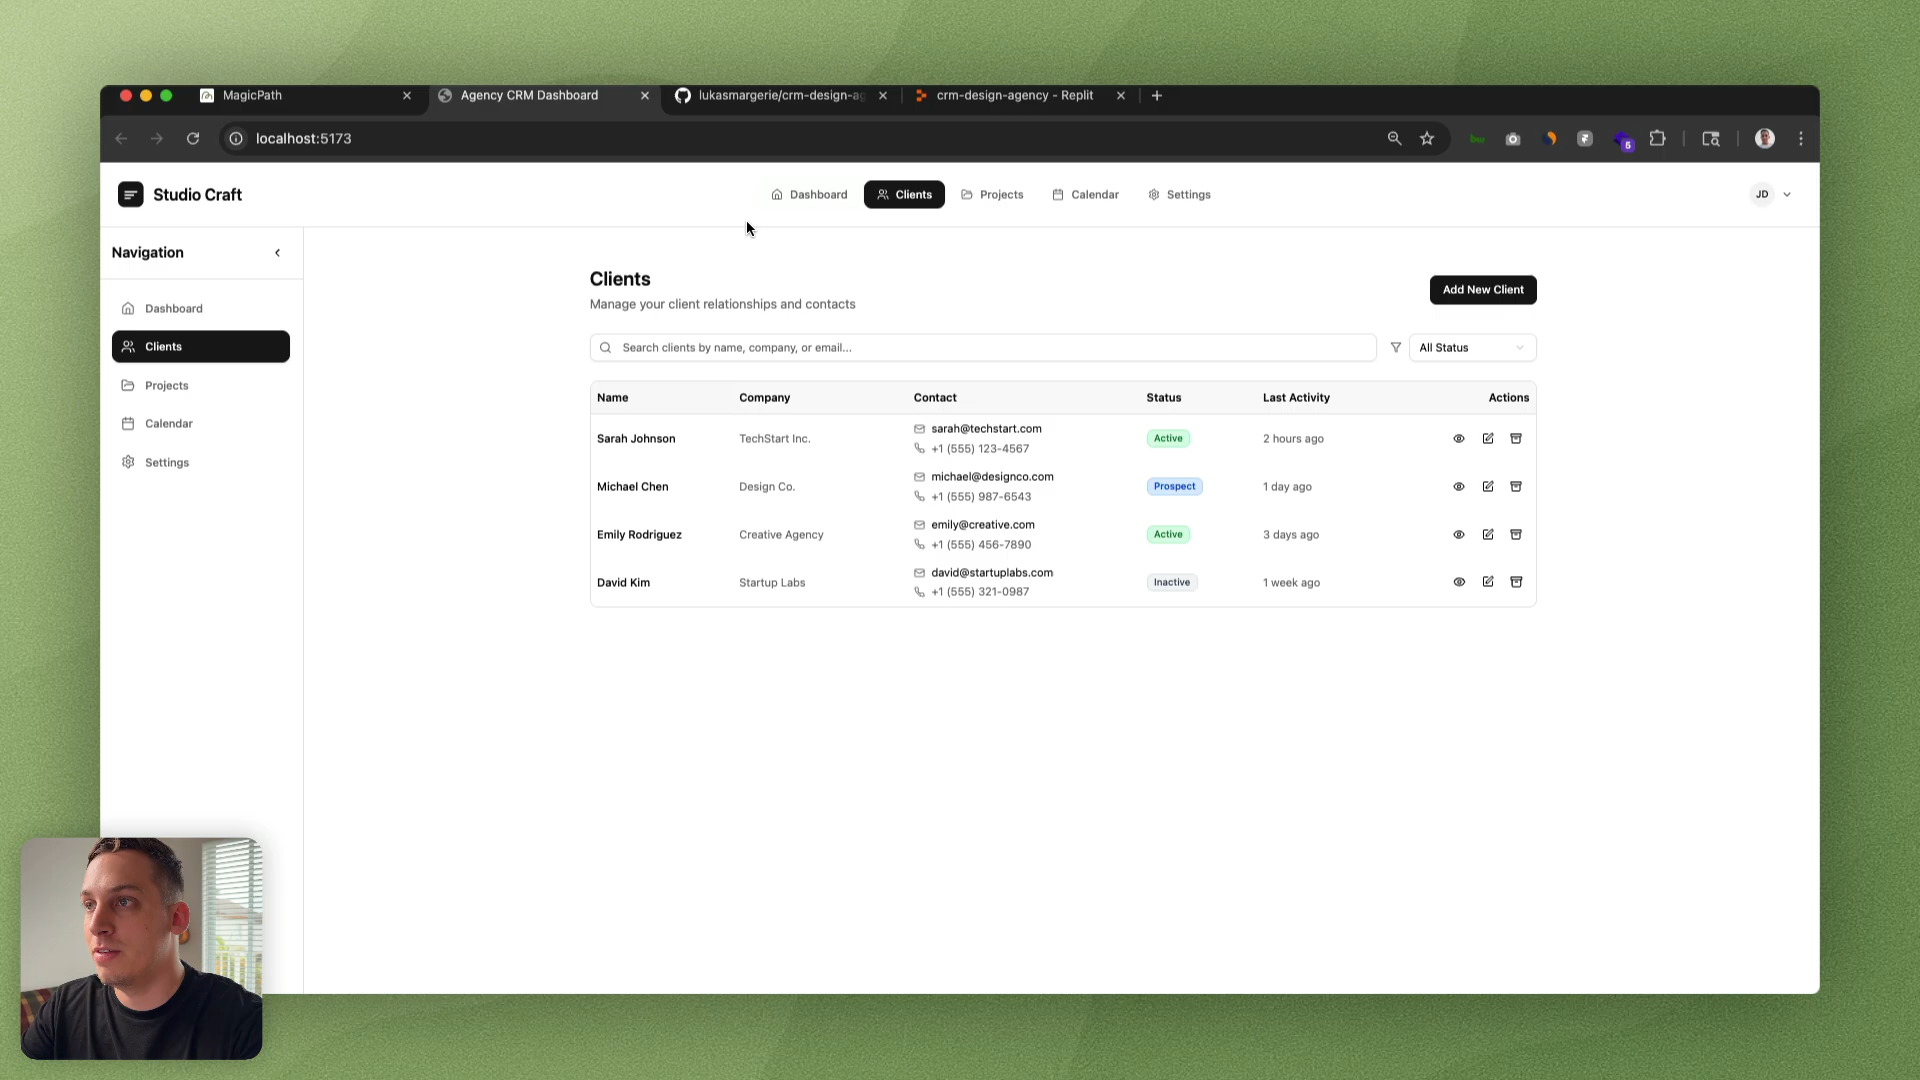 MagicPath
Agency CRM Dashboard
lukasmargerie/crm-design-ag
crm-design-agency - Replit
localhost:5173
5
Studio Craft
Dashboard
Clients
Projects
Calendar
Settings
JD
Navigation
Dashboard
Clients
Projects
Calendar
Settings
Clients
Manage your client relationships and contacts
Add New Client
Search clients by name, company, or email...
All Status
Name Company Contact Status Last Activity Actions
Sarah Johnson TechStart Inc. sarah@techstart.com Active 2 hours ago
+1 (555) 123-4567
Michael Chen Design Co. michael@designco.com Prospect 1 day ago
+1 (555) 987-6543
Emily Rodriguez Creative Agency emily@creative.com Active 3 days ago
+1 (555) 456-7890
David Kim Startup Labs david@startuplabs.com Inactive 1 week ago
+1 (555) 321-0987